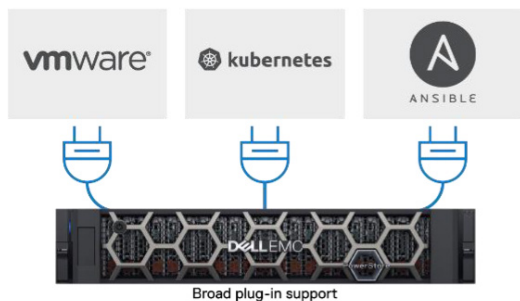 vmware®
kubernetes
ANSIBLE
DELLEMC
Broad plug-in support